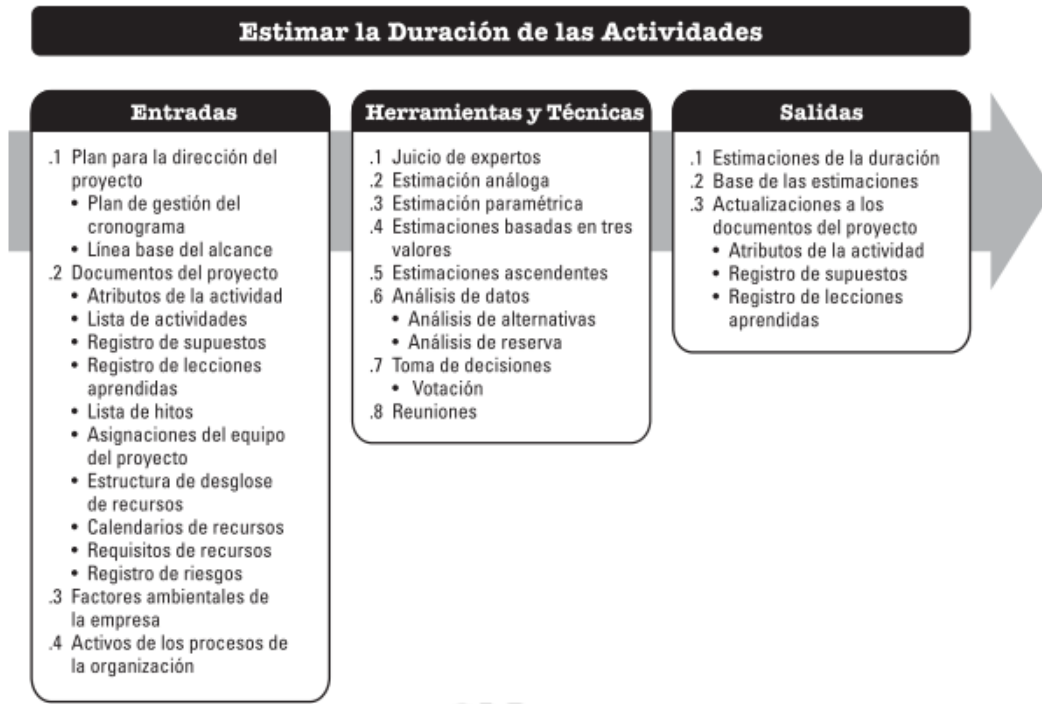 Estimar la Duración de las Actividades
Entradas
.1 Plan para la dirección del
proyecto
• Plan de gestión del
cronograma
• Línea base del alcance
.2 Documentos del proyecto
• Atributos de la actividad
• Lista de actividades
• Registro de supuestos
• Registro de lecciones
aprendidas
• Lista de hitos
• Asignaciones del equipo
del proyecto
• Estructura de desglose
de recursos
• Calendarios de recursos
• Requisitos de recursos
• Registro de riesgos
.3 Factores ambientales de
la empresa
.4 Activos de los procesos de
la organización
Herramientas y Técnicas
.1 Juicio de expertos
.2 Estimación análoga
.3 Estimación paramétrica
.4 Estimaciones basadas en tres
valores
.5 Estimaciones ascendentes
.6 Análisis de datos
• Análisis de alternativas
• Análisis de reserva
.7 Toma de decisiones
• Votación
.8 Reuniones
Salidas
.1 Estimaciones de la duración
.2 Base de las estimaciones
.3 Actualizaciones a los
documentos del proyecto
• Atributos de la actividad
• Registro de supuestos
• Registro de lecciones
aprendidas